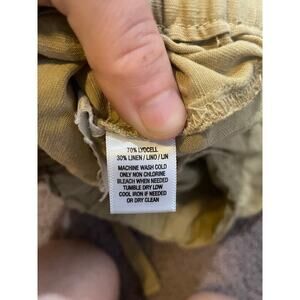 70% LYOCELL
30% LINEN / LINO / LIN
MACHINE WASH COLD
ONLY NON CHLORINE
BLEACH WHEN NEEDED
TUMBLE DRY LOW
COOL IRON IF NEEDED
OR DRY CLEAN